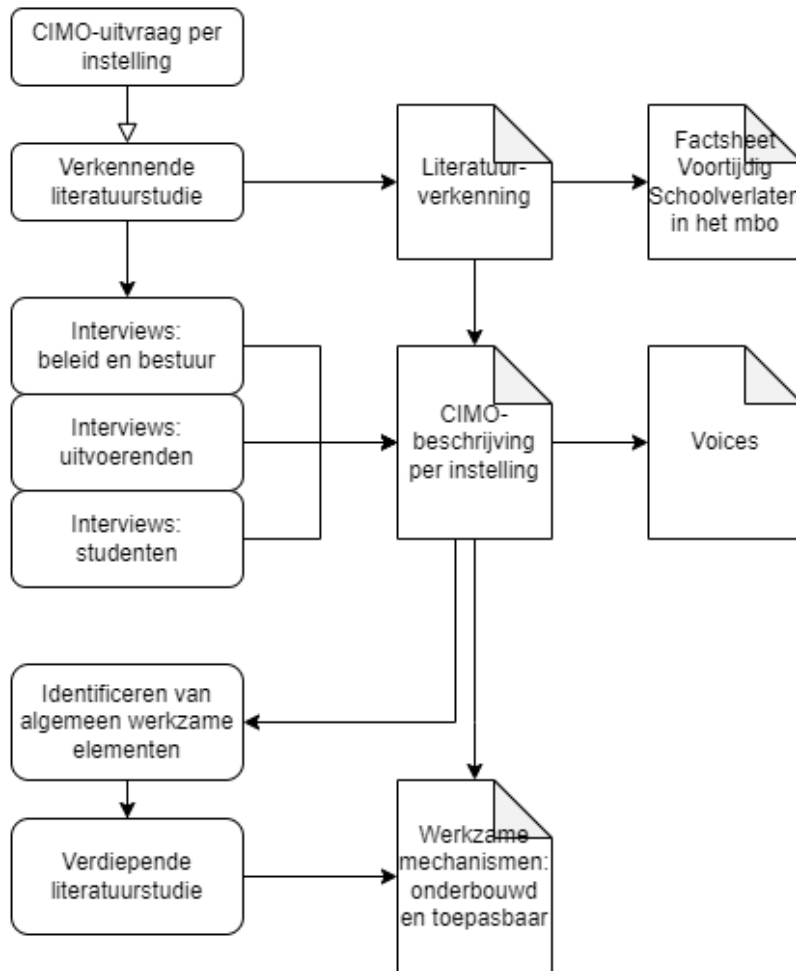 CIMO-uitvraag per
instelling
Verkennende
literatuurstudie
Literatuur-
verkenning
Factsheet
Voortijdig
Schoolverlaten
in het mbo
Interviews:
beleid en bestuur
Interviews:
uitvoerenden
Interviews:
studenten
CIMO-
beschrijving
per instelling
Voices
Identificeren van
algemeen werkzame
elementen
Verdiepende
literatuurstudie
Werkzame
mechanismen:
onderbouwd
en toepasbaar